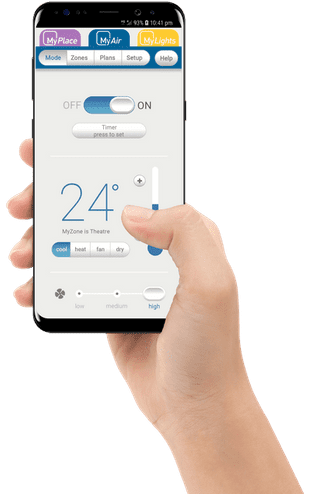 93% 10:41 pm
MyPlace MyAir MyLights
Mode Zones Plans Setup Help
OFF ON
Timer
press to set
24°
+
MyZone is Theatre
cool heat fan dry
low medium high